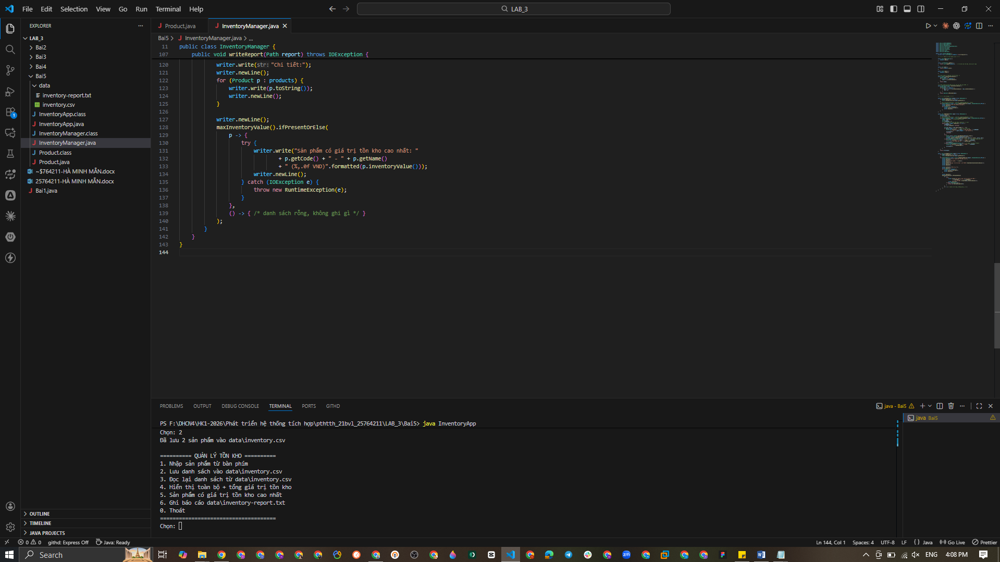 File Edit Selection View Go Run Terminal Help
LAB_3
EXPLORER
LAB_3
Bai2
Bai3
Bai4
Bai5
data
inventory-report.txt
inventory.csv
InventoryApp.class
InventoryApp.java
InventoryManager.class
InventoryManager.java
Product.class
Product.java
~$764211-HÀ MINH MẪN.docx
25764211-HÀ MINH MẪN.docx
Bai1.java
OUTLINE
TIMELINE
JAVA PROJECTS
Product.java InventoryManager.java
Bai5 > InventoryManager.java > ...
11 public class InventoryManager {
107 public void writeReport(Path report) throws IOException {
120 writer.write(str: "Chi tiết:");
121 writer.newLine();
122 for (Product p : products) {
123 writer.write(p.toString());
124 writer.newLine();
125 }
126
127 writer.newLine();
128 maxInventoryValue().ifPresentOrElse(
129 p -> {
130 try {
131 writer.write("Sản phẩm có giá trị tồn kho cao nhất: "
132 + p.getCode() + " - " + p.getName()
133 + " (%,.0f VND)".formatted(p.inventoryValue()));
134 writer.newLine();
135 } catch (IOException e) {
136 throw new RuntimeException(e);
137 }
138 },
139 () -> { /* danh sách rỗng, không ghi gì */ }
140 );
141 }
142 }
143 }
144
PROBLEMS OUTPUT DEBUG CONSOLE TERMINAL PORTS GITHD
java - Bai5
java Bai5
PS F:\DHCN4\HK1-2026\Phát triển hệ thống tích hợp\pthtth_21bvl_25764211\LAB_3\Bai5> java InventoryApp
Chọn: 2
Đã lưu 2 sản phẩm vào data\inventory.csv
========== QUẢN LÝ TỒN KHO ==========
1. Nhập sản phẩm từ bàn phím
2. Lưu danh sách vào data\inventory.csv
3. Đọc lại danh sách từ data\inventory.csv
4. Hiển thị toàn bộ + tổng giá trị tồn kho
5. Sản phẩm có giá trị tồn kho cao nhất
6. Ghi báo cáo data\inventory-report.txt
0. Thoát
=====================================
Chọn:
0 0 githd: Express Off Java: Ready
Ln 144, Col 1 Spaces: 4 UTF-8 LF {} Java Go Live Prettier
Search
ENG 4:08 PM